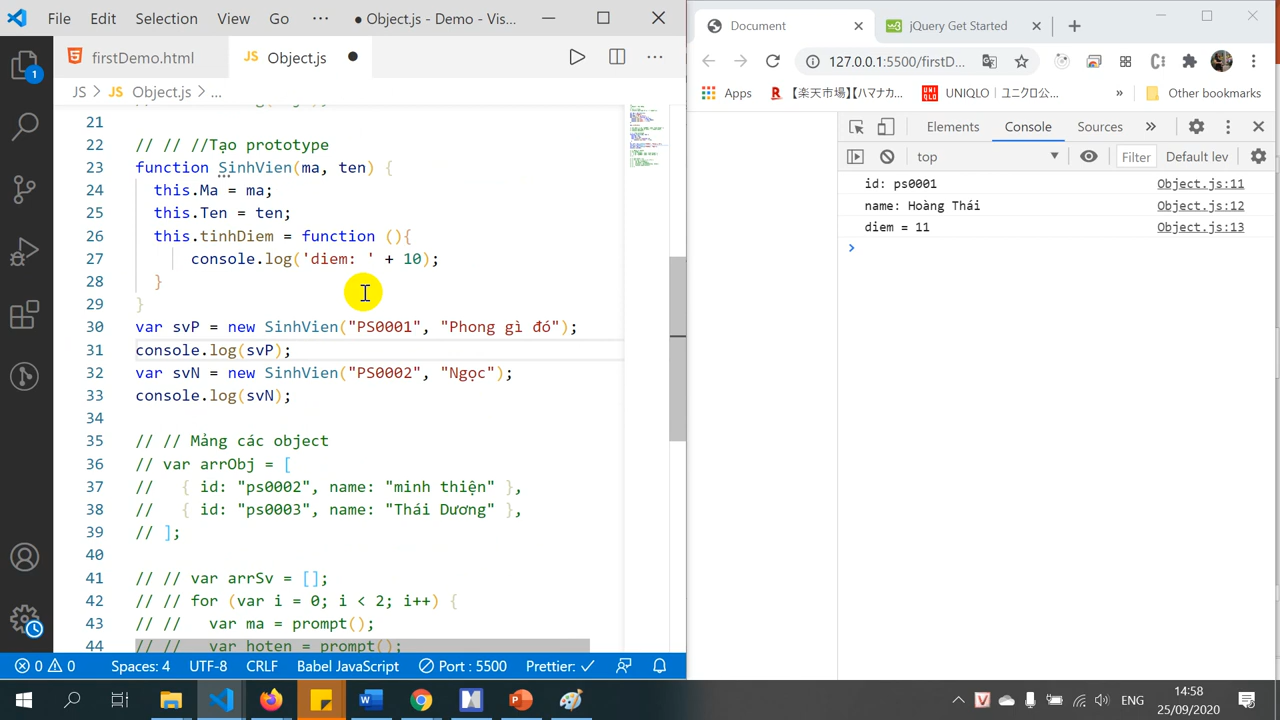 File Edit Selection View Go ··· ● Object.js - Demo - Vis...
firstDemo.html JS Object.js ●
JS > JS Object.js > ...
21
22 // // //Tạo prototype
23 function SinhVien(ma, ten) {
24 this.Ma = ma;
25 this.Ten = ten;
26 this.tinhDiem = function (){
27 console.log('diem: ' + 10);
28 }
29 }
30 var svP = new SinhVien("PS0001", "Phong gì đó");
31 console.log(svP);
32 var svN = new SinhVien("PS0002", "Ngọc");
33 console.log(svN);
34
35 // // Mảng các object
36 // var arrObj = [
37 // { id: "ps0002", name: "minh thiện" },
38 // { id: "ps0003", name: "Thái Dương" },
39 // ];
40
41 // // var arrSv = [];
42 // // for (var i = 0; i < 2; i++) {
43 // // var ma = prompt();
44 // // var hoten = prompt();
1
0 0 Spaces: 4 UTF-8 CRLF Babel JavaScript Port : 5500 Prettier: ✓
Document jQuery Get Started
127.0.0.1:5500/firstD...
Apps 【楽天市場】【ハマナカ... UNIQLO | ユニクロ公... » Other bookmarks
Elements Console Sources »
top Filter Default lev
id: ps0001 Object.js:11
name: Hoàng Thái Object.js:12
diem = 11 Object.js:13
>
ENG 14:58
25/09/2020